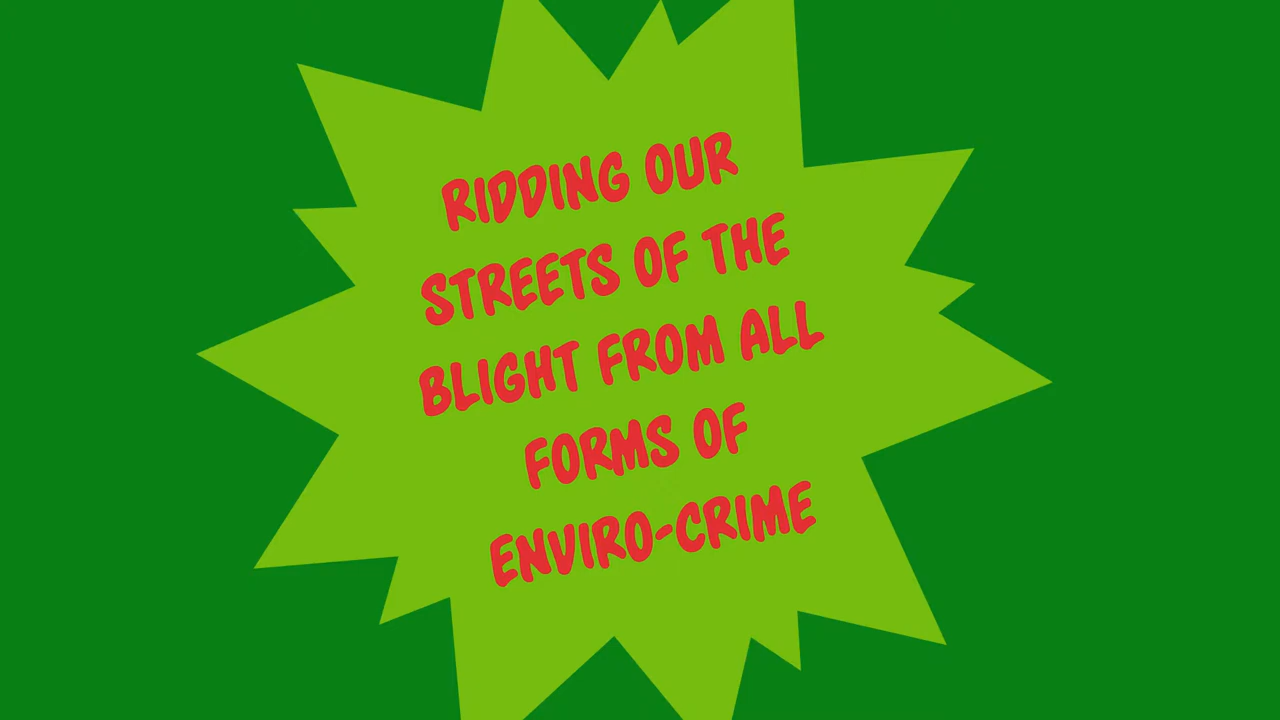 RIDDING OUR
STREETS OF THE
BLIGHT FROM ALL
FORMS OF
ENVIRO-CRIME